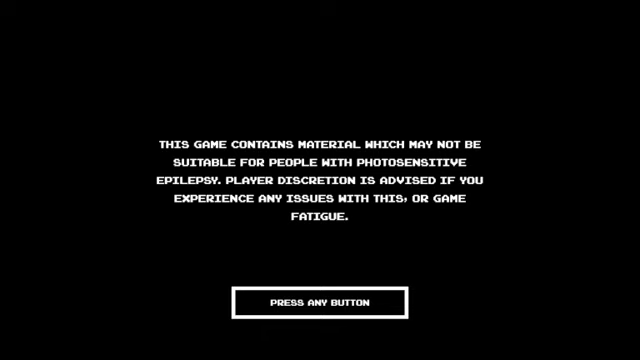 THIS GAME CONTAINS MATERIAL WHICH MAY NOT BE
SUITABLE FOR PEOPLE WITH PHOTOSENSITIVE
EPILEPSY. PLAYER DISCRETION IS ADVISED IF YOU
EXPERIENCE ANY ISSUES WITH THIS, OR GAME
FATIGUE.
PRESS ANY BUTTON